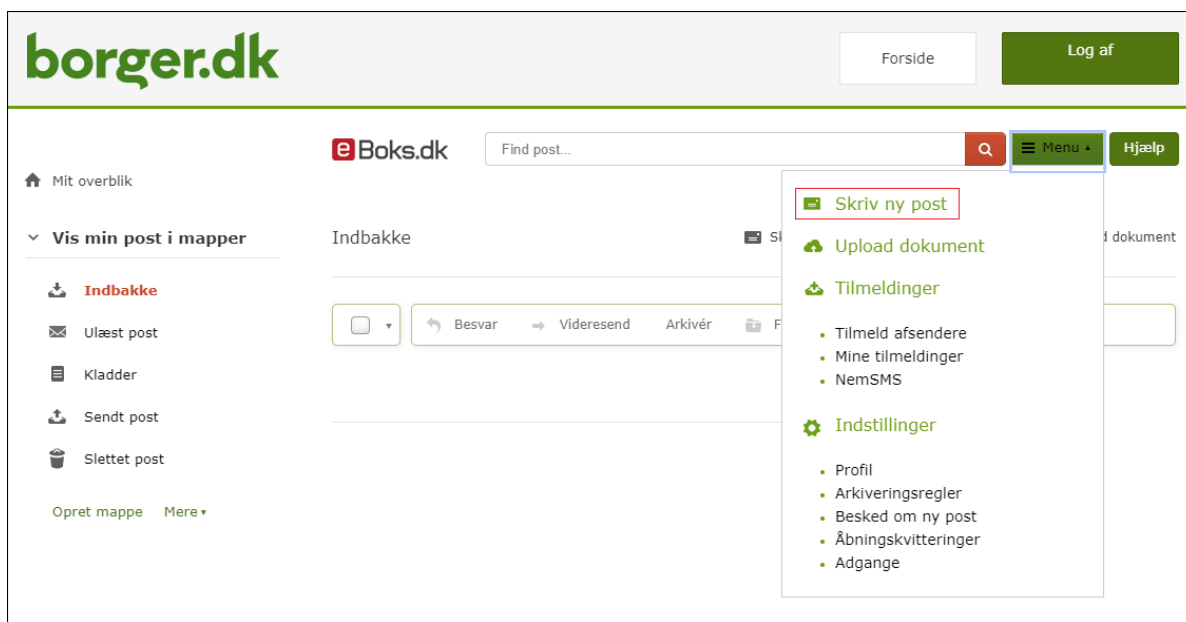 borger.dk
Forside
Log af
e Boks.dk
Find post...
Menu
Hjælp
Mit overblik
Vis min post i mapper
Indbakke
Ulæst post
Kladder
Sendt post
Slettet post
Opret mappe Mere
Indbakke
dokument
Besvar Videresend Arkivér
Skriv ny post
Upload dokument
Tilmeldinger
Tilmeld afsendere
Mine tilmeldinger
NemSMS
Indstillinger
Profil
Arkiveringsregler
Besked om ny post
Åbningskvitteringer
Adgange